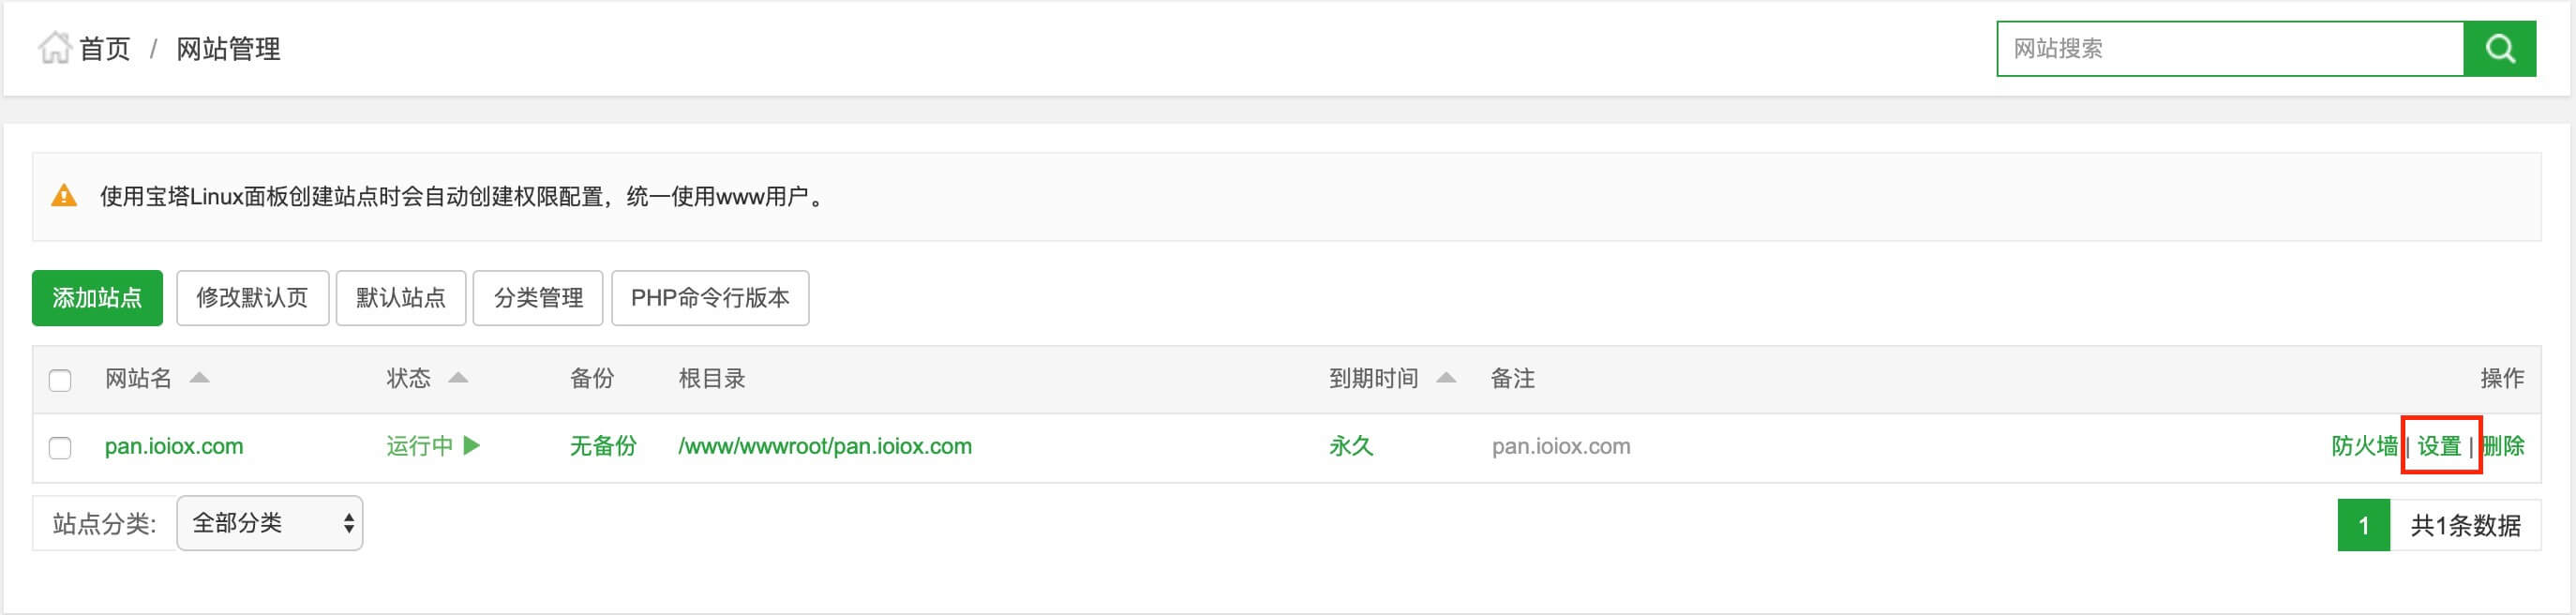 首页 / 网站管理
网站搜索
使用宝塔Linux面板创建站点时会自动创建权限配置，统一使用www用户。
添加站点 修改默认页 默认站点 分类管理 PHP命令行版本
网站名 状态 备份 根目录 到期时间 备注 操作
pan.ioiox.com 运行中 无备份 /www/wwwroot/pan.ioiox.com 永久 pan.ioiox.com 防火墙 | 设置 | 删除
站点分类: 全部分类 1 共1条数据